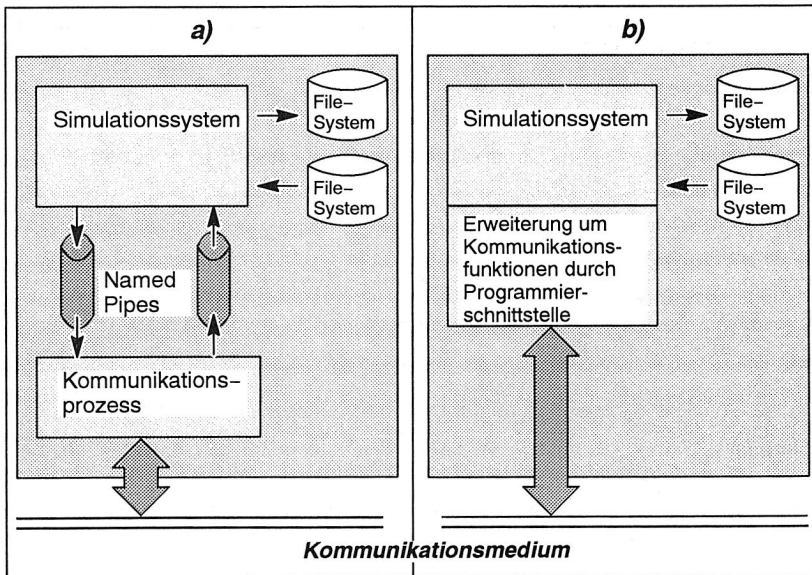 a)
Simulationssystem
File–
System
File–
System
Named
Pipes
Kommunikations–
prozess
b)
Simulationssystem
File–
System
File–
System
Erweiterung um
Kommunikations-
funktionen durch
Programmier-
schnittstelle
Kommunikationsmedium